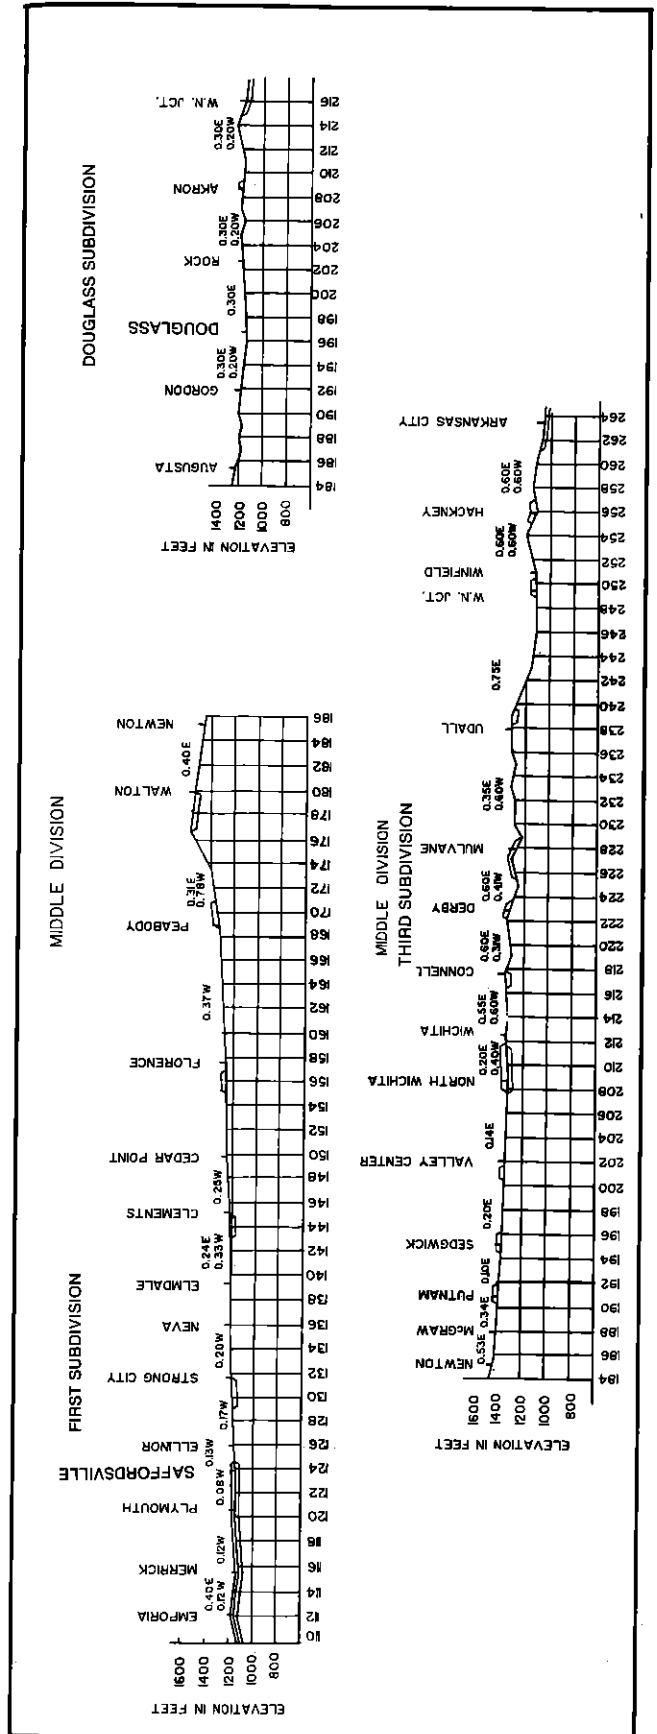 DOUGLASS SUBDIVISION
W.N. JCT.
AKRON
ROCK
DOUGLASS
GORDON
AUGUSTA
0.30E
0.20W
0.30E
0.20W
0.30E
0.30E
0.20W
216
214
212
210
208
206
204
202
200
198
196
194
192
190
188
186
184
1400
1200
1000
800
ELEVATION IN FEET
MIDDLE DIVISION
FIRST SUBDIVISION
NEWTON
WALTON
PEABODY
FLORENCE
CEDAR POINT
CLEMENTS
ELMDALE
NEVA
STRONG CITY
ELLINOR
SAFFORDSVILLE
PLYMOUTH
MERRICK
EMPORIA
0.40E
0.31E
0.78W
0.37W
0.25W
0.24E
0.33W
0.20W
0.17W
0.13W
0.08W
0.12W
0.40E
0.12W
186
184
182
180
178
176
174
172
170
168
166
164
162
160
158
156
154
152
150
148
146
144
142
140
138
136
134
132
130
128
126
124
122
120
118
116
114
112
110
1600
1400
1200
1000
800
ELEVATION IN FEET
MIDDLE DIVISION
THIRD SUBDIVISION
ARKANSAS CITY
HACKNEY
WINFIELD
W.N. JCT.
UDALL
MULVANE
DERBY
CONNELL
WICHITA
NORTH WICHITA
VALLEY CENTER
SEDGWICK
PUTNAM
McGRAW
NEWTON
0.60E
0.60W
0.60E
0.60W
0.75E
0.35E
0.60W
0.60E
0.41W
0.60E
0.31W
0.55E
0.60W
0.20E
0.40W
0.14E
0.20E
0.10E
0.34E
0.53E
264
262
260
258
256
254
252
250
248
246
244
242
240
238
236
234
232
230
228
226
224
222
220
218
216
214
212
210
208
206
204
202
200
198
196
194
192
190
188
186
184
1600
1400
1200
1000
800
ELEVATION IN FEET